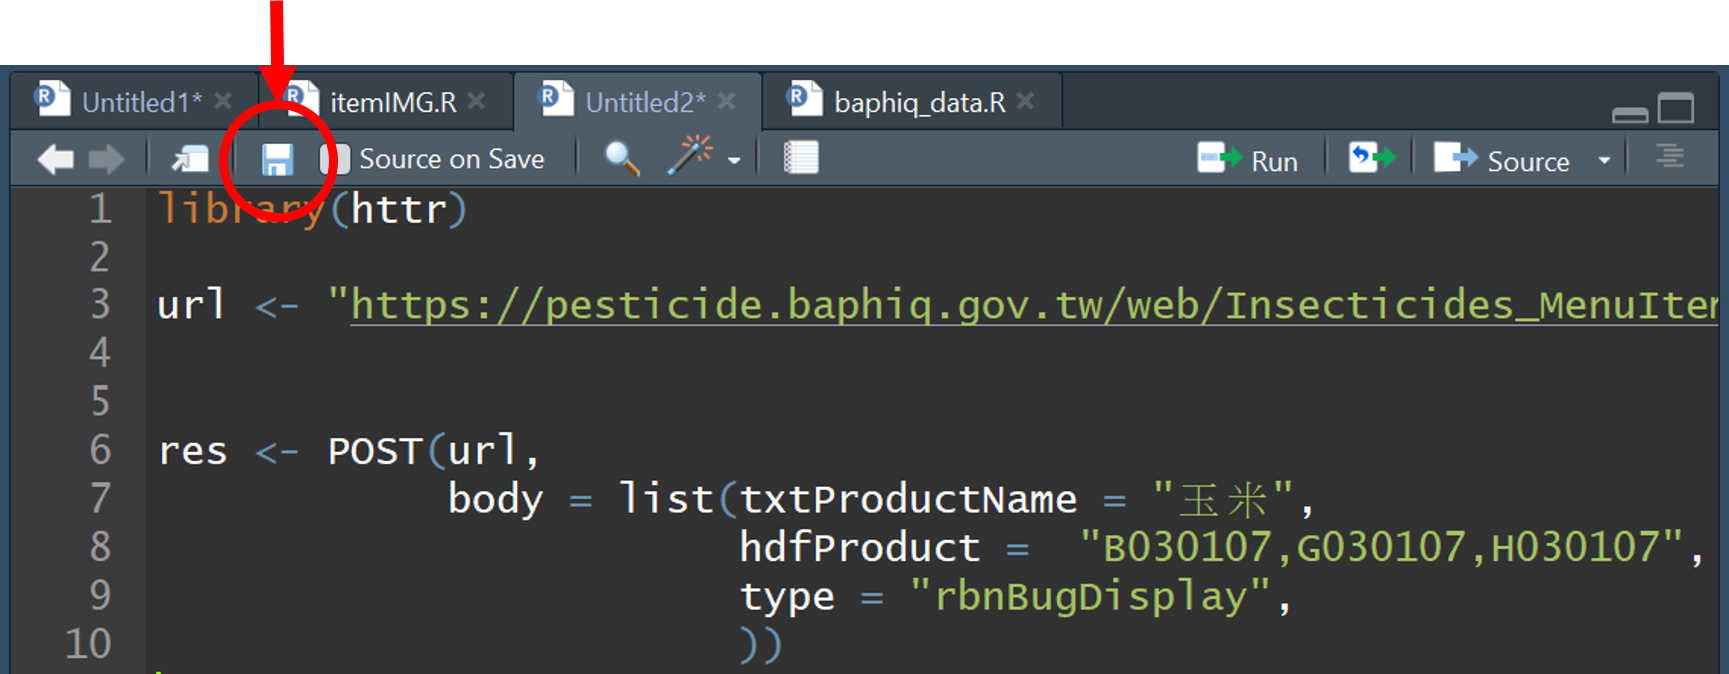 Untitled1* itemIMG.R Untitled2* baphiq_data.R
Source on Save Run Source
1 library(httr)
2
3 url <- "https://pesticide.baphiq.gov.tw/web/Insecticides_MenuItem
4
5
6 res <- POST(url,
7 body = list(txtProductName = "玉米",
8 hdfProduct = "B030107,G030107,H030107",
9 type = "rbnBugDisplay",
10 ))